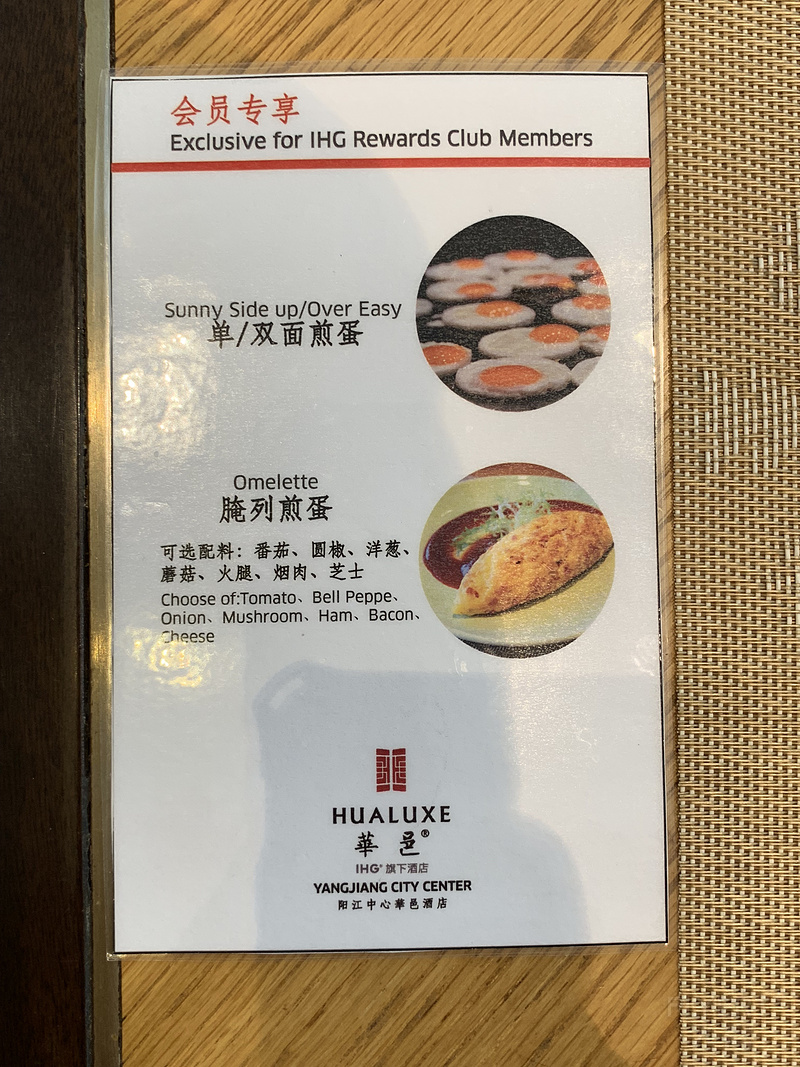 会员专享
Exclusive for IHG Rewards Club Members
Sunny Side up/Over Easy
单/双面煎蛋
Omelette
腌列煎蛋
可选配料：番茄、圆椒、洋葱、
蘑菇、火腿、烟肉、芝士
Choose of:Tomato、Bell Peppe、
Onion、Mushroom、Ham、Bacon、
Cheese
HUALUXE
華邑®
IHG® 旗下酒店
YANGJIANG CITY CENTER
阳江中心華邑酒店